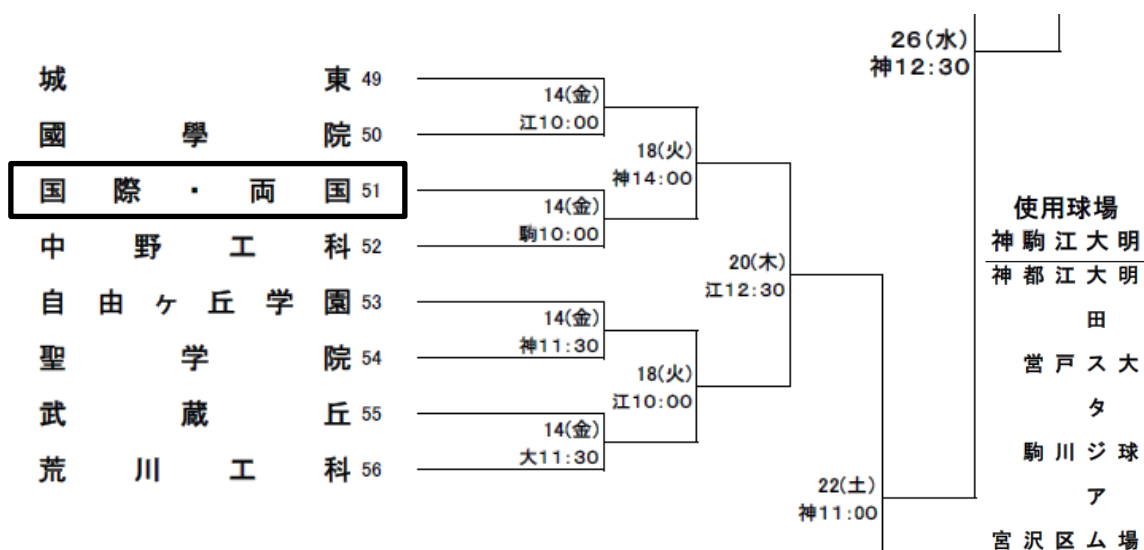 26(水)
神12:30
城東 49
14(金)
江10:00
國學院 50
18(火)
神14:00
国際・両国 51
14(金)
駒10:00
中野工科 52
20(木)
江12:30
自由ヶ丘学園 53
14(金)
神11:30
聖学院 54
18(火)
江10:00
武蔵丘 55
14(金)
大11:30
荒川工科 56
22(土)
神11:00
使用球場
神駒江大明
神都江大明
田
営戸ス大
タ
駒川ジ球
ア
宮沢区ム場